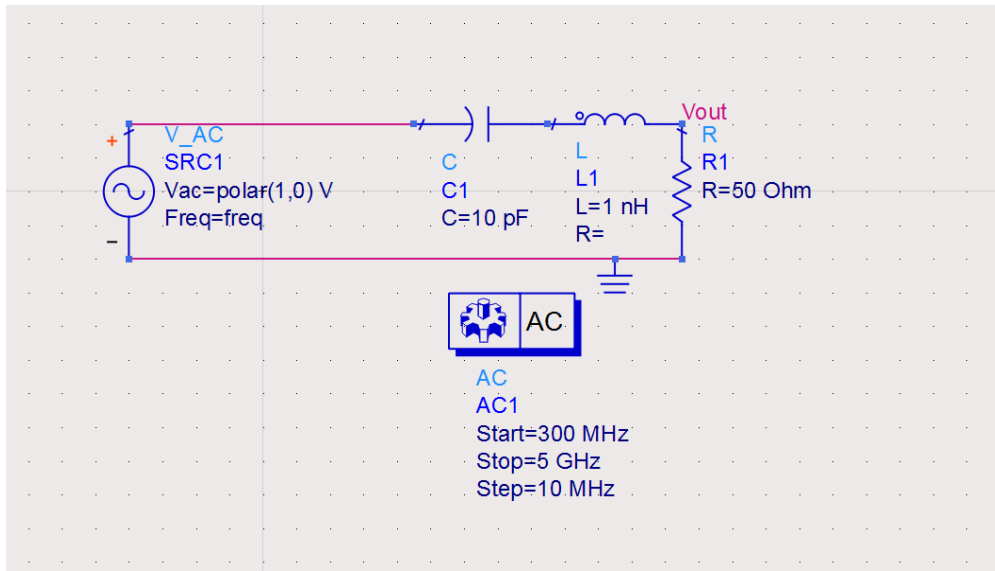 Vout
+
V_AC
SRC1
Vac=polar(1,0) V
Freq=freq
−
C
C1
C=10 pF
L
L1
L=1 nH
R=
R
R1
R=50 Ohm
AC
AC
AC1
Start=300 MHz
Stop=5 GHz
Step=10 MHz